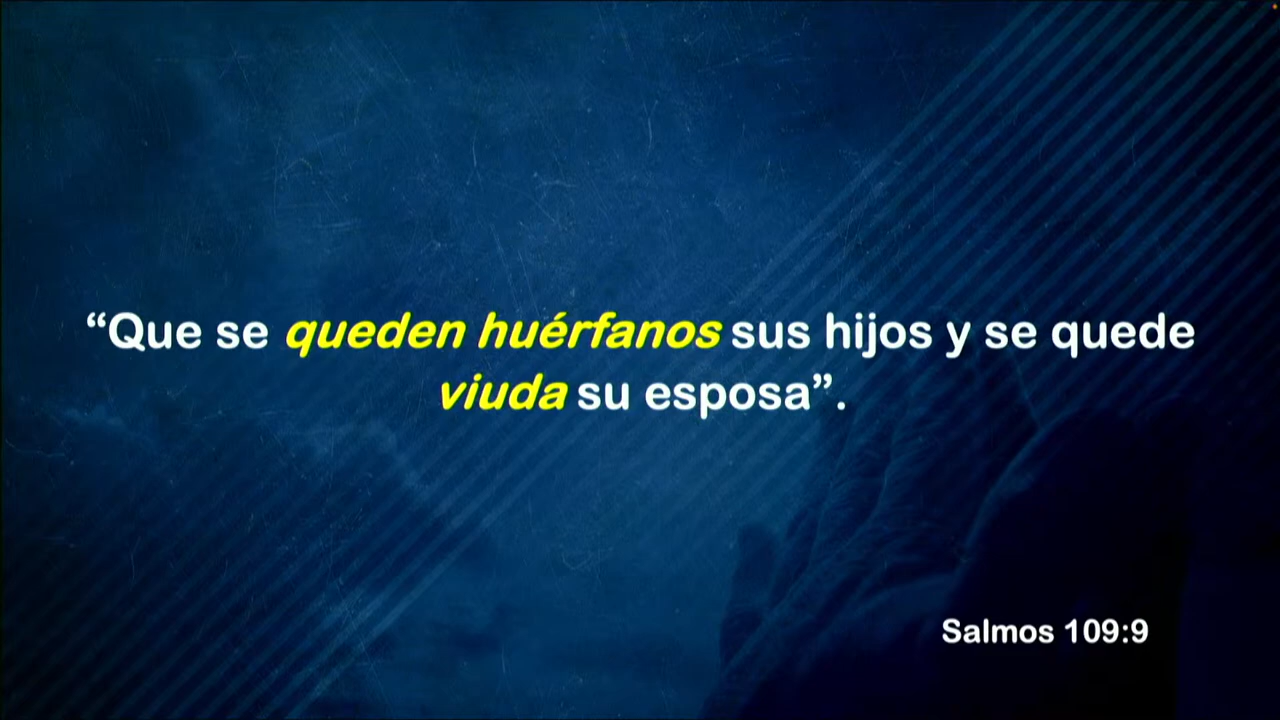 “Que se queden huérfanos sus hijos y se quede
viuda su esposa”.
Salmos 109:9